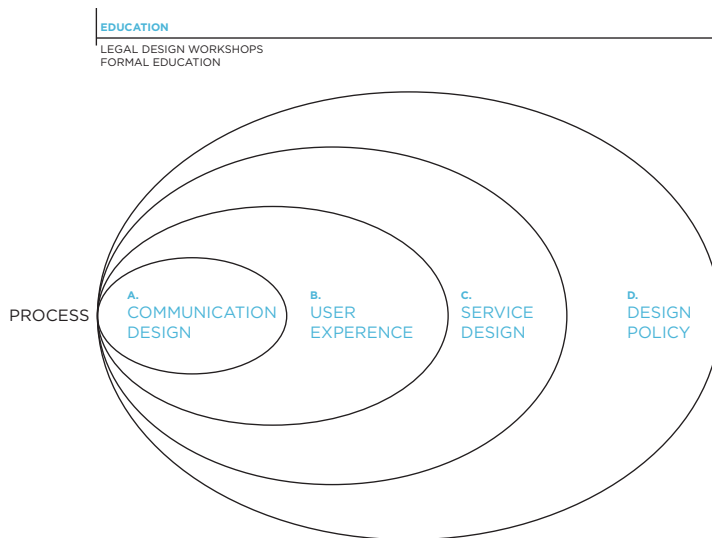 EDUCATION
LEGAL DESIGN WORKSHOPS
FORMAL EDUCATION
PROCESS
A.
COMMUNICATION
DESIGN
B.
USER
EXPERENCE
C.
SERVICE
DESIGN
D.
DESIGN
POLICY